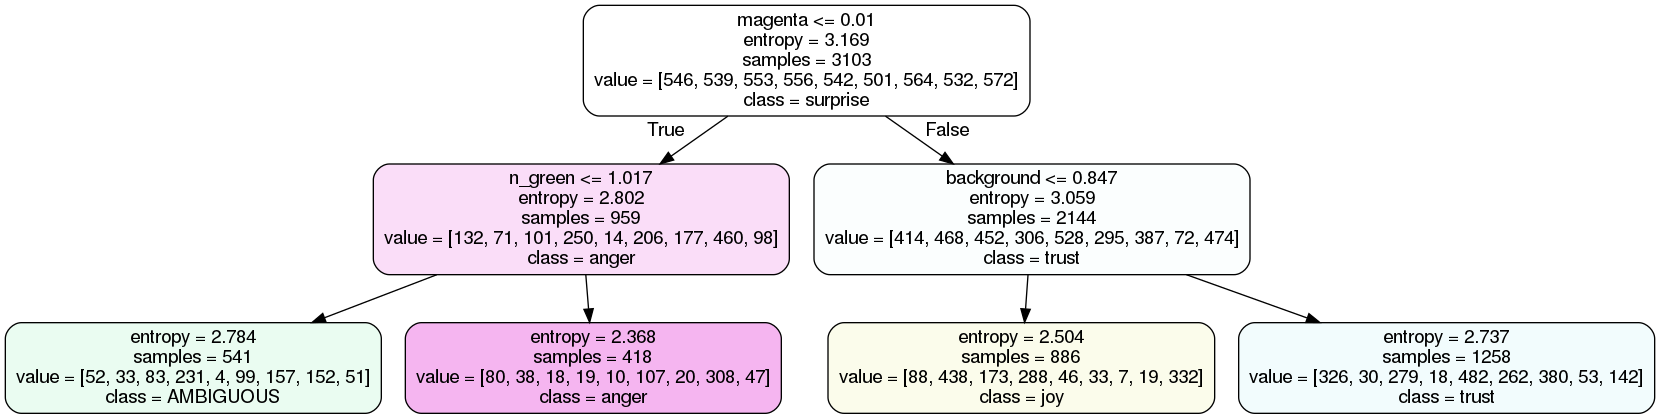 magenta <= 0.01
entropy = 3.169
samples = 3103
value = [546, 539, 553, 556, 542, 501, 564, 532, 572]
class = surprise
True
False
n_green <= 1.017
entropy = 2.802
samples = 959
value = [132, 71, 101, 250, 14, 206, 177, 460, 98]
class = anger
background <= 0.847
entropy = 3.059
samples = 2144
value = [414, 468, 452, 306, 528, 295, 387, 72, 474]
class = trust
entropy = 2.784
samples = 541
value = [52, 33, 83, 231, 4, 99, 157, 152, 51]
class = AMBIGUOUS
entropy = 2.368
samples = 418
value = [80, 38, 18, 19, 10, 107, 20, 308, 47]
class = anger
entropy = 2.504
samples = 886
value = [88, 438, 173, 288, 46, 33, 7, 19, 332]
class = joy
entropy = 2.737
samples = 1258
value = [326, 30, 279, 18, 482, 262, 380, 53, 142]
class = trust